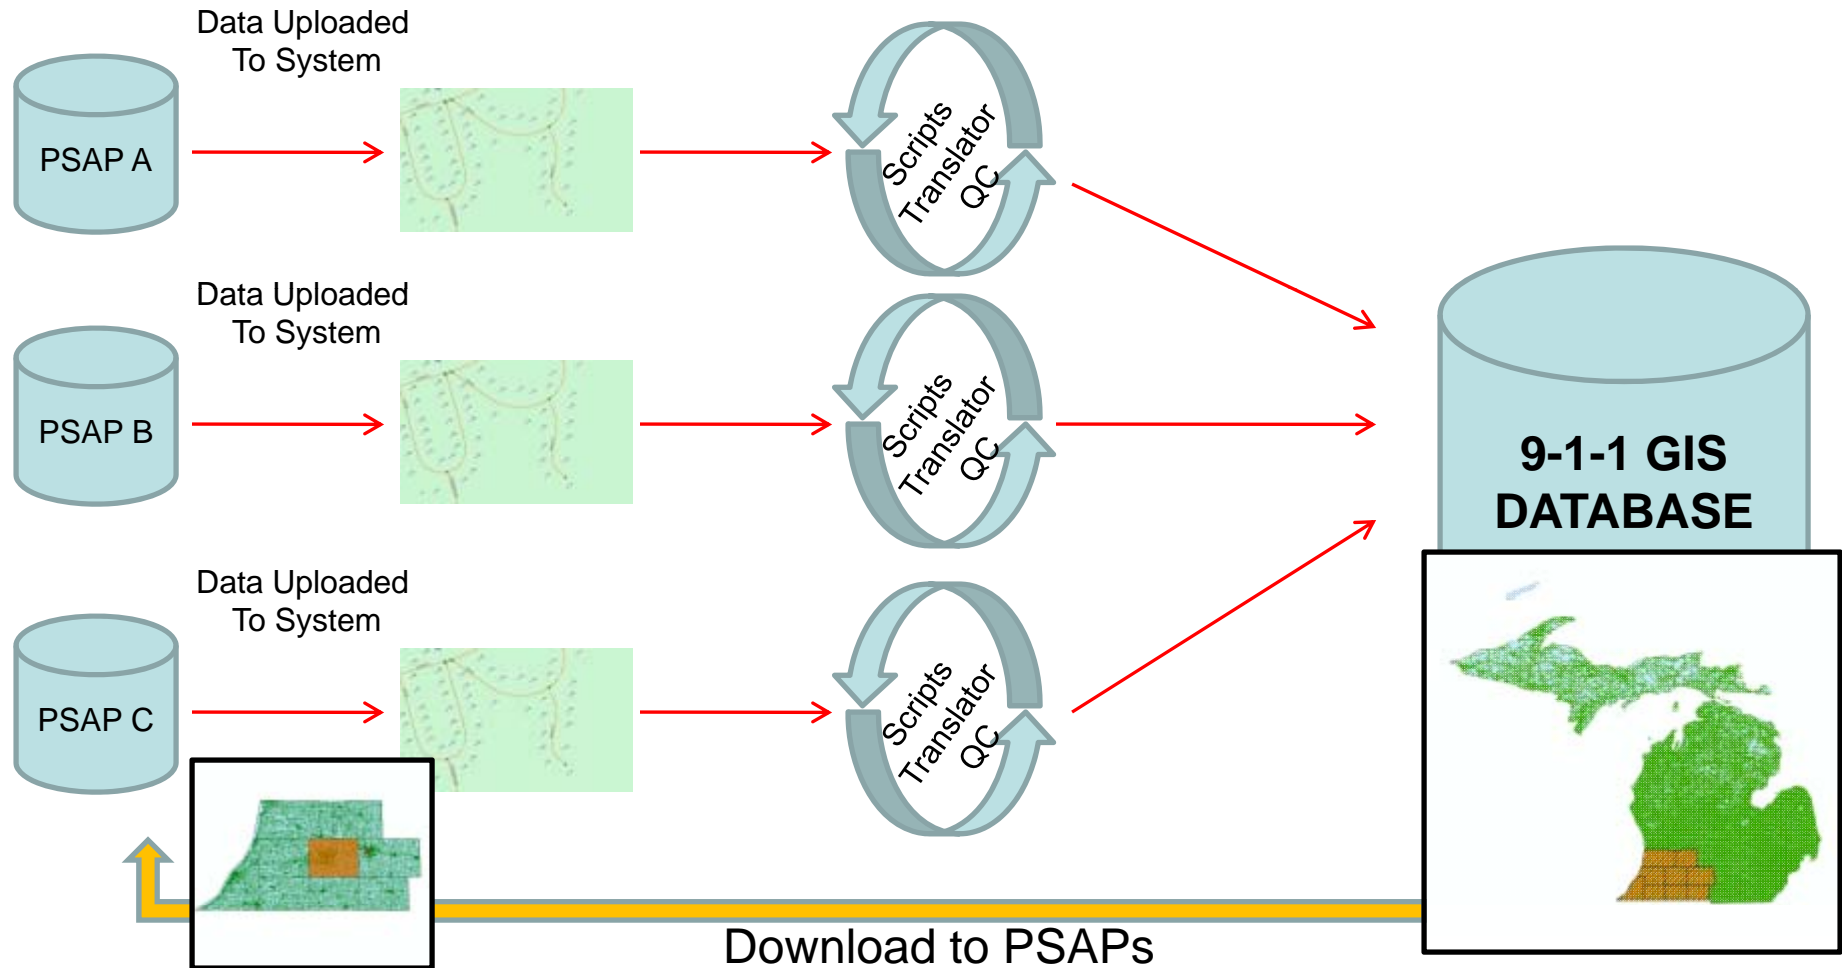 Data Uploaded
To System
PSAP A
Scripts
Translator
QC
Data Uploaded
To System
PSAP B
Scripts
Translator
QC
9-1-1 GIS
DATABASE
Data Uploaded
To System
PSAP C
Scripts
Translator
QC
Download to PSAPs